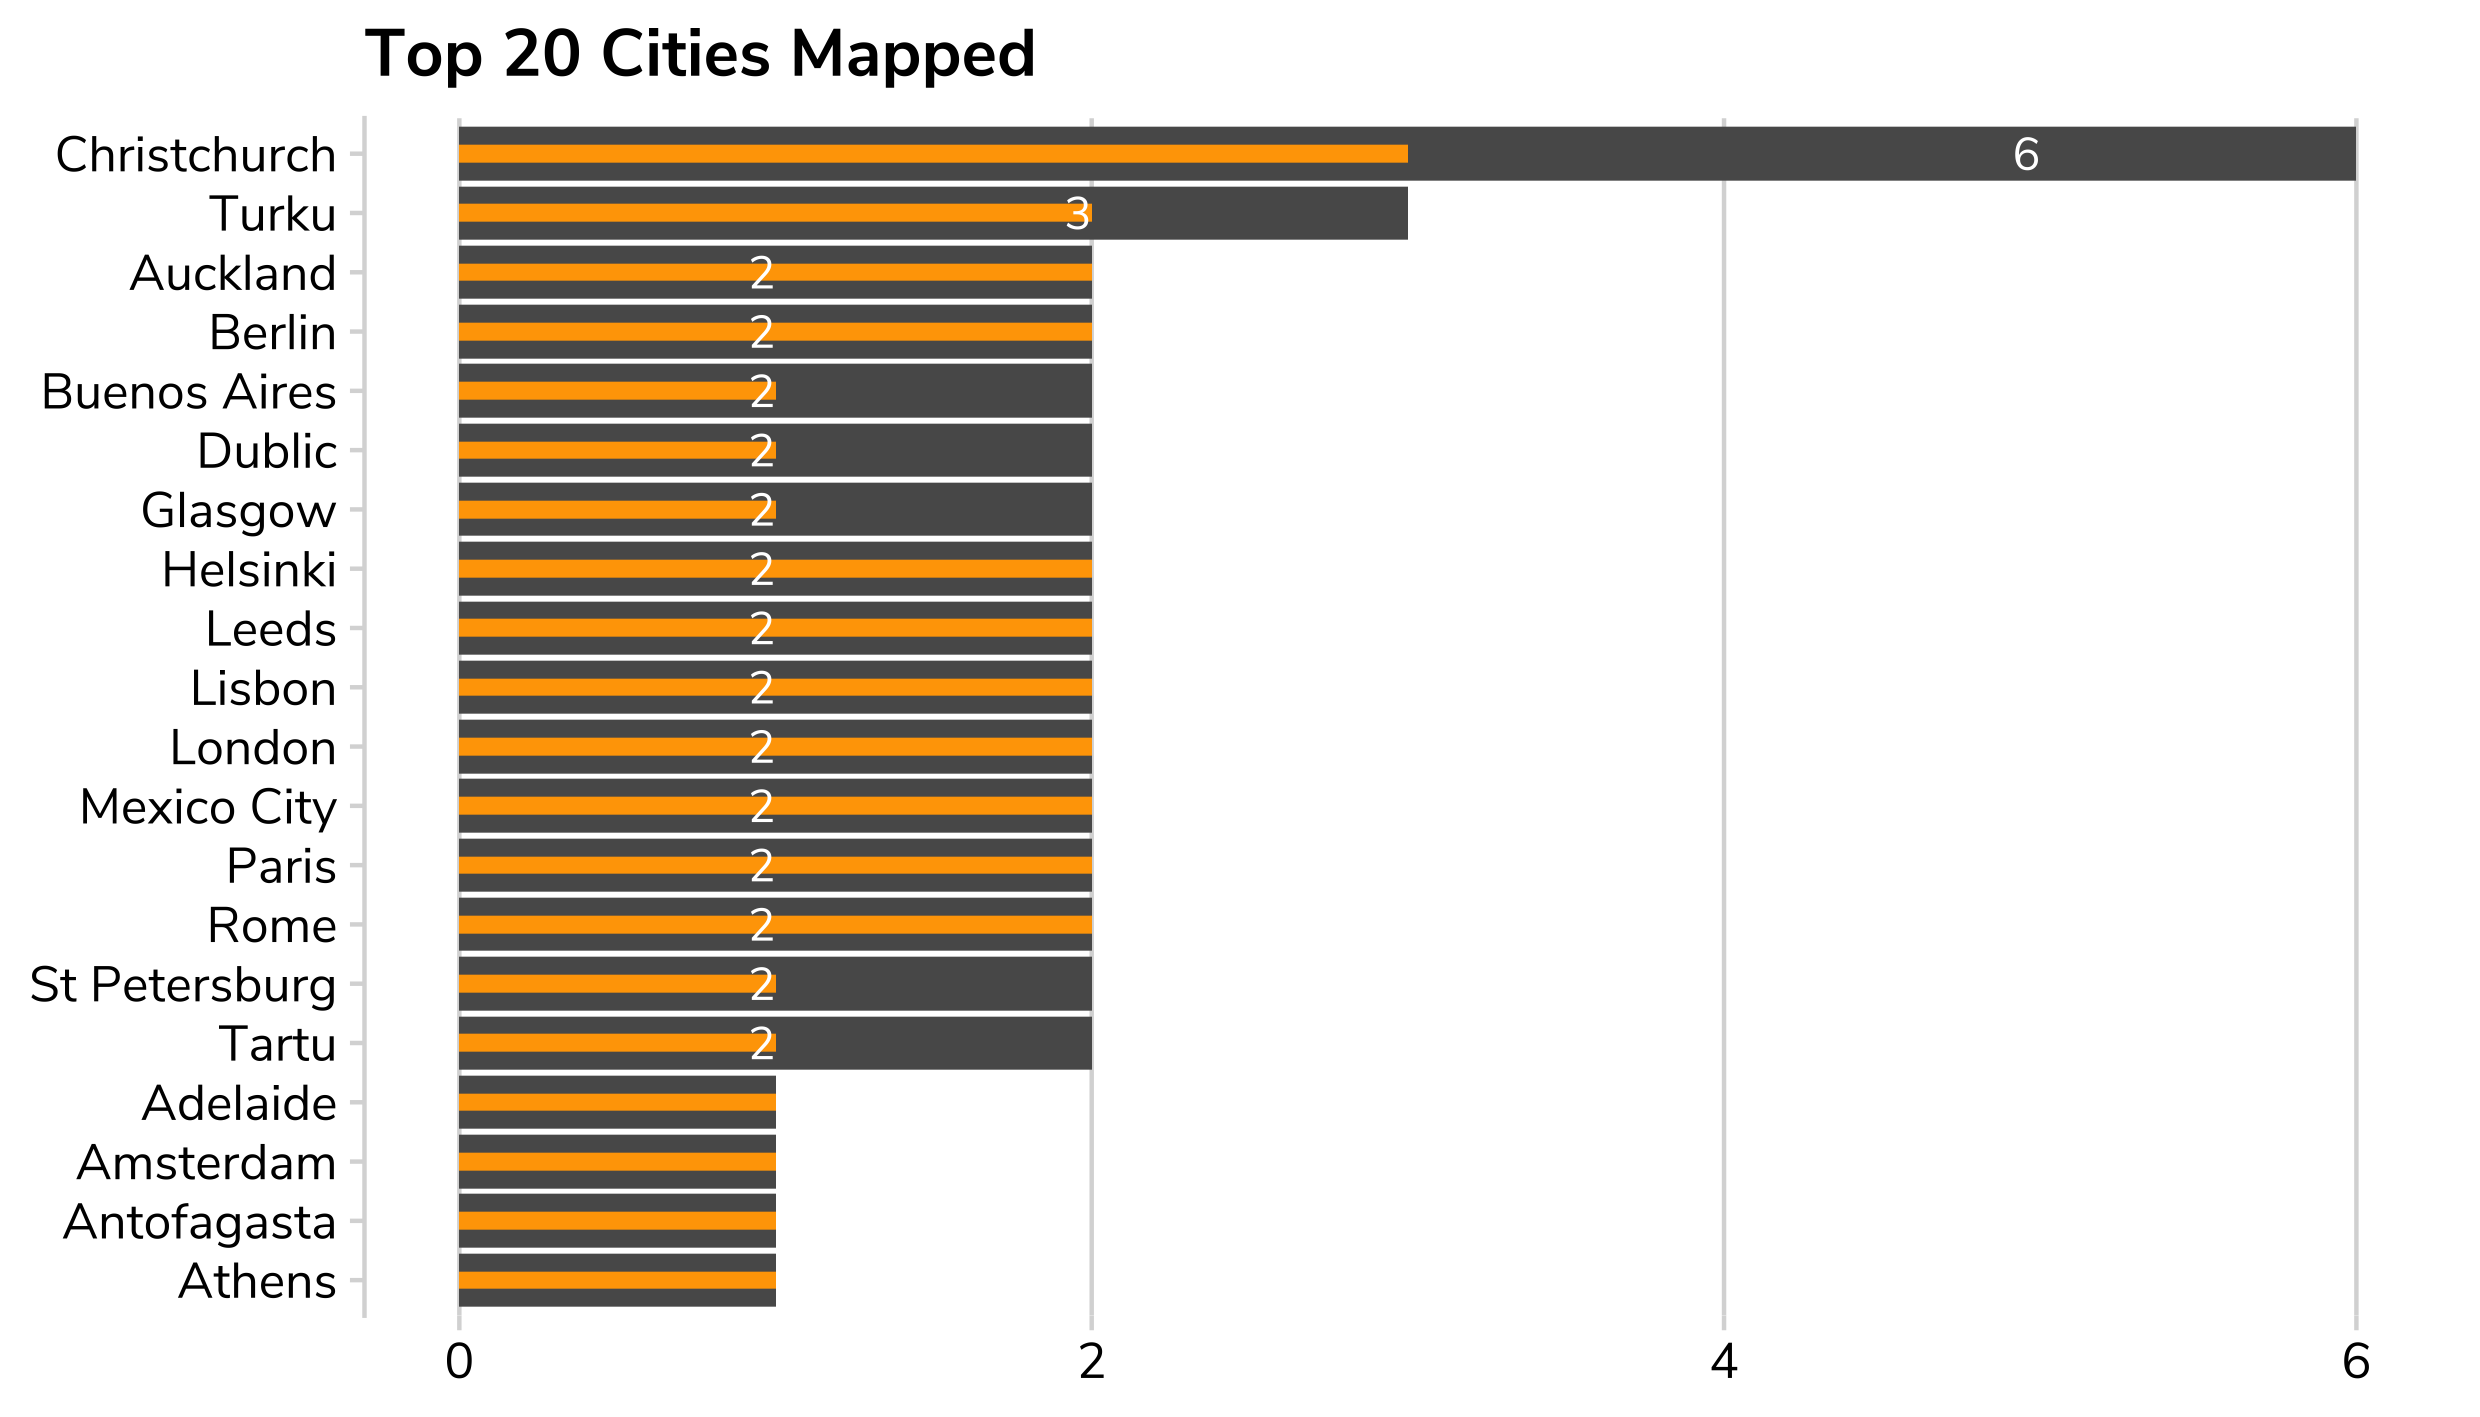 Top 20 Cities Mapped
Christchurch 6
Turku 3
Auckland 2
Berlin 2
Buenos Aires 2
Dublic 2
Glasgow 2
Helsinki 2
Leeds 2
Lisbon 2
London 2
Mexico City 2
Paris 2
Rome 2
St Petersburg 2
Tartu 2
Adelaide
Amsterdam
Antofagasta
Athens
0 2 4 6